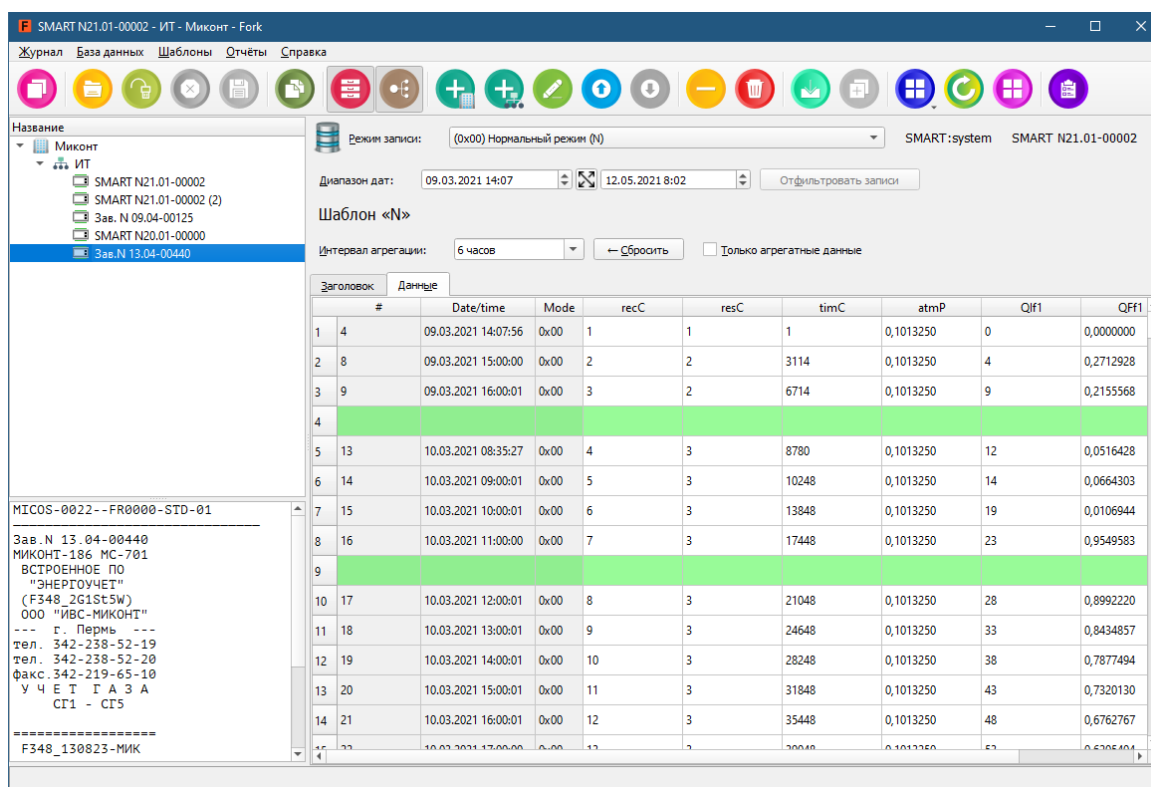 SMART N21.01-00002 - ИТ - Миконт - Fork
Журнал База данных Шаблоны Отчёты Справка
Название
Миконт
ИТ
SMART N21.01-00002
SMART N21.01-00002 (2)
Зав. N 09.04-00125
SMART N20.01-00000
Зав.N 13.04-00440
MICOS-0022--FR0000-STD-01
Зав.N 13.04-00440
МИКОНТ-186 МС-701
ВСТРОЕННОЕ ПО
"ЭНЕРГОУЧЕТ"
(F348_2G1St5W)
ООО "ИВС-МИКОНТ"
--- г. Пермь ---
тел. 342-238-52-19
тел. 342-238-52-20
факс.342-219-65-10
У Ч Е Т Г А З А
СГ1 - СГ5
==================
F348_130823-МИК
Режим записи: (0x00) Нормальный режим (N) SMART:system SMART N21.01-00002
Диапазон дат: 09.03.2021 14:07 12.05.2021 8:02 Отфильтровать записи
Шаблон «N»
Интервал агрегации: 6 часов ← Сбросить Только агрегатные данные
Заголовок Данные
# Date/time Mode recC resC timC atmP QIf1 QFf1
1 4 09.03.2021 14:07:56 0x00 1 1 1 0,1013250 0 0,0000000
2 8 09.03.2021 15:00:00 0x00 2 2 3114 0,1013250 4 0,2712928
3 9 09.03.2021 16:00:01 0x00 3 2 6714 0,1013250 9 0,2155568
4
5 13 10.03.2021 08:35:27 0x00 4 3 8780 0,1013250 12 0,0516428
6 14 10.03.2021 09:00:01 0x00 5 3 10248 0,1013250 14 0,0664303
7 15 10.03.2021 10:00:01 0x00 6 3 13848 0,1013250 19 0,0106944
8 16 10.03.2021 11:00:00 0x00 7 3 17448 0,1013250 23 0,9549583
9
10 17 10.03.2021 12:00:01 0x00 8 3 21048 0,1013250 28 0,8992220
11 18 10.03.2021 13:00:01 0x00 9 3 24648 0,1013250 33 0,8434857
12 19 10.03.2021 14:00:01 0x00 10 3 28248 0,1013250 38 0,7877494
13 20 10.03.2021 15:00:01 0x00 11 3 31848 0,1013250 43 0,7320130
14 21 10.03.2021 16:00:01 0x00 12 3 35448 0,1013250 48 0,6762767